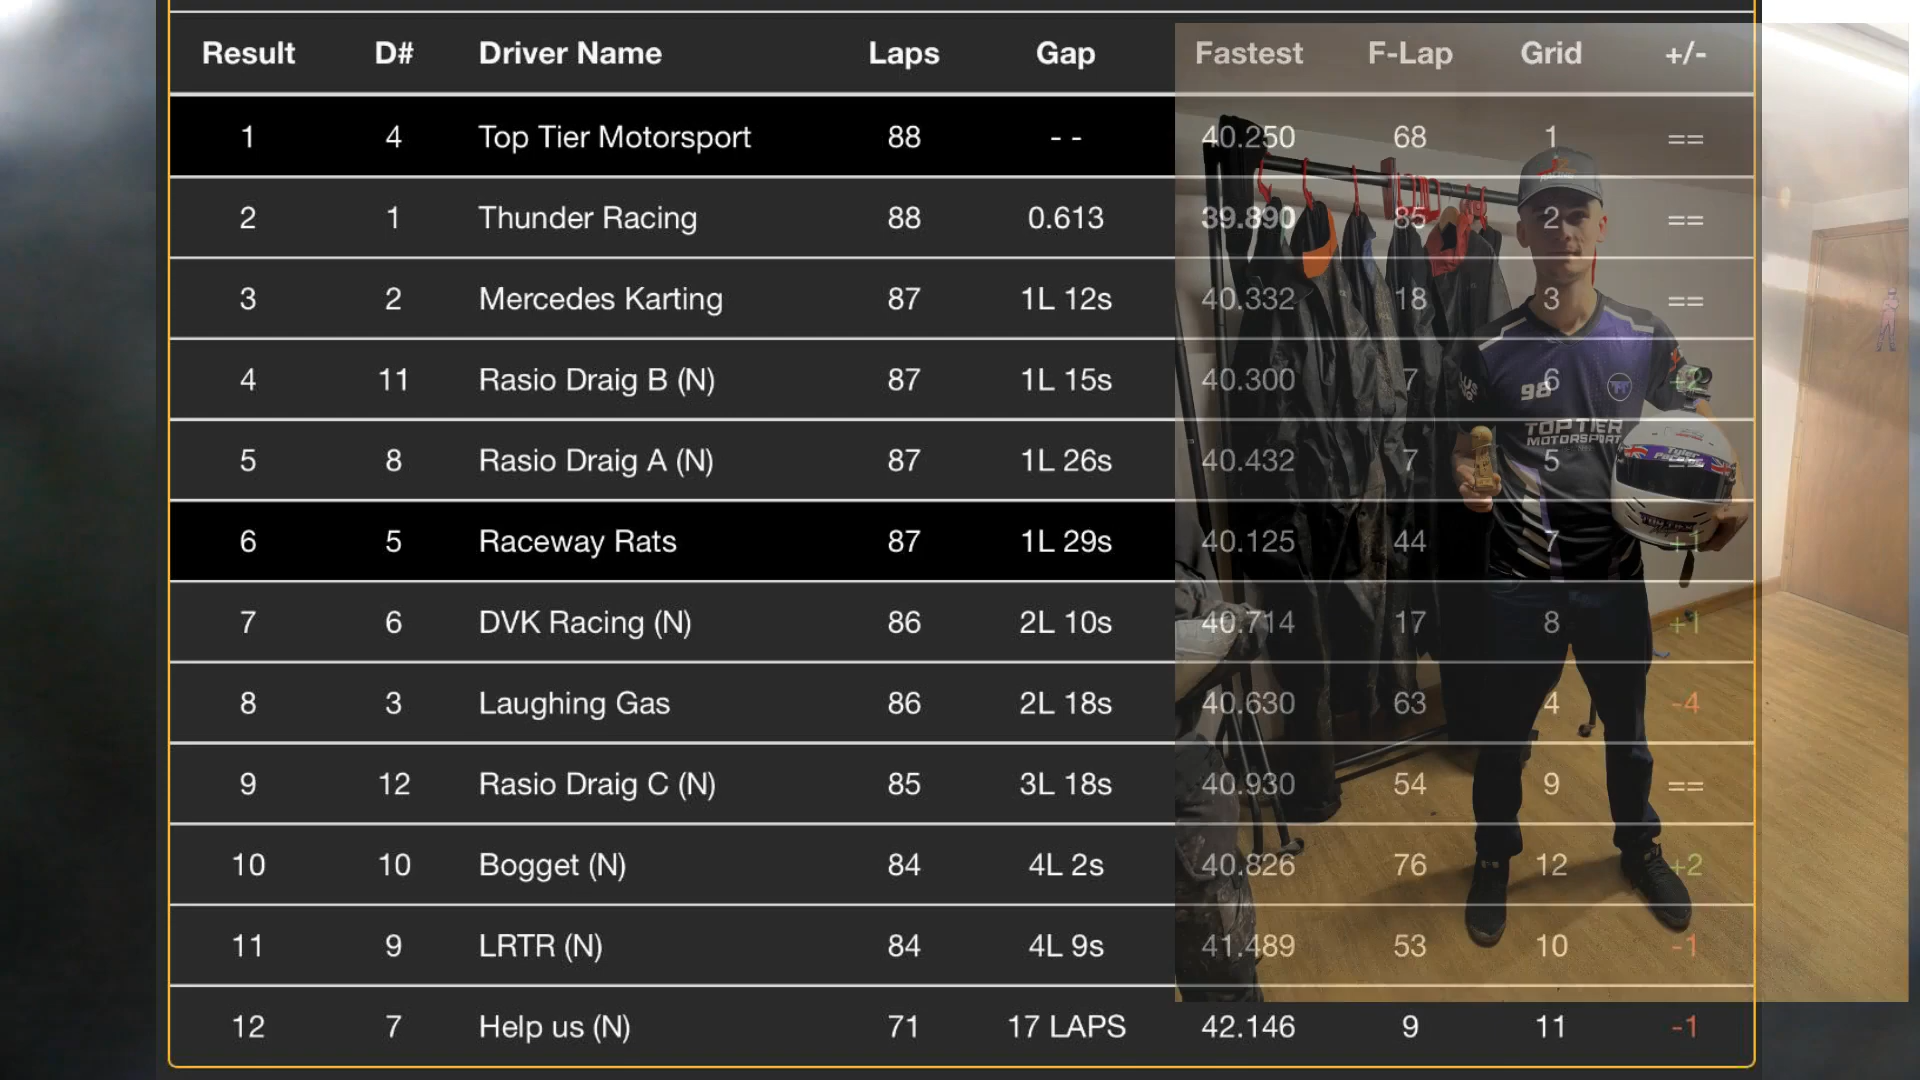 Result D# Driver Name Laps Gap Fastest F-Lap Grid +/-
1 4 Top Tier Motorsport 88 - - 40.250 68 1 ==
2 1 Thunder Racing 88 0.613 39.890 85 2 ==
3 2 Mercedes Karting 87 1L 12s 40.332 18 3 ==
4 11 Rasio Draig B (N) 87 1L 15s 40.300 7 6 +2
5 8 Rasio Draig A (N) 87 1L 26s 40.432 7 5 ==
6 5 Raceway Rats 87 1L 29s 40.125 44 7 +1
7 6 DVK Racing (N) 86 2L 10s 40.714 17 8 +1
8 3 Laughing Gas 86 2L 18s 40.630 63 4 -4
9 12 Rasio Draig C (N) 85 3L 18s 40.930 54 9 ==
10 10 Bogget (N) 84 4L 2s 40.826 76 12 +2
11 9 LRTR (N) 84 4L 9s 41.489 53 10 -1
12 7 Help us (N) 71 17 LAPS 42.146 9 11 -1
98
TOP TIER
MOTORSPORT
Tyler